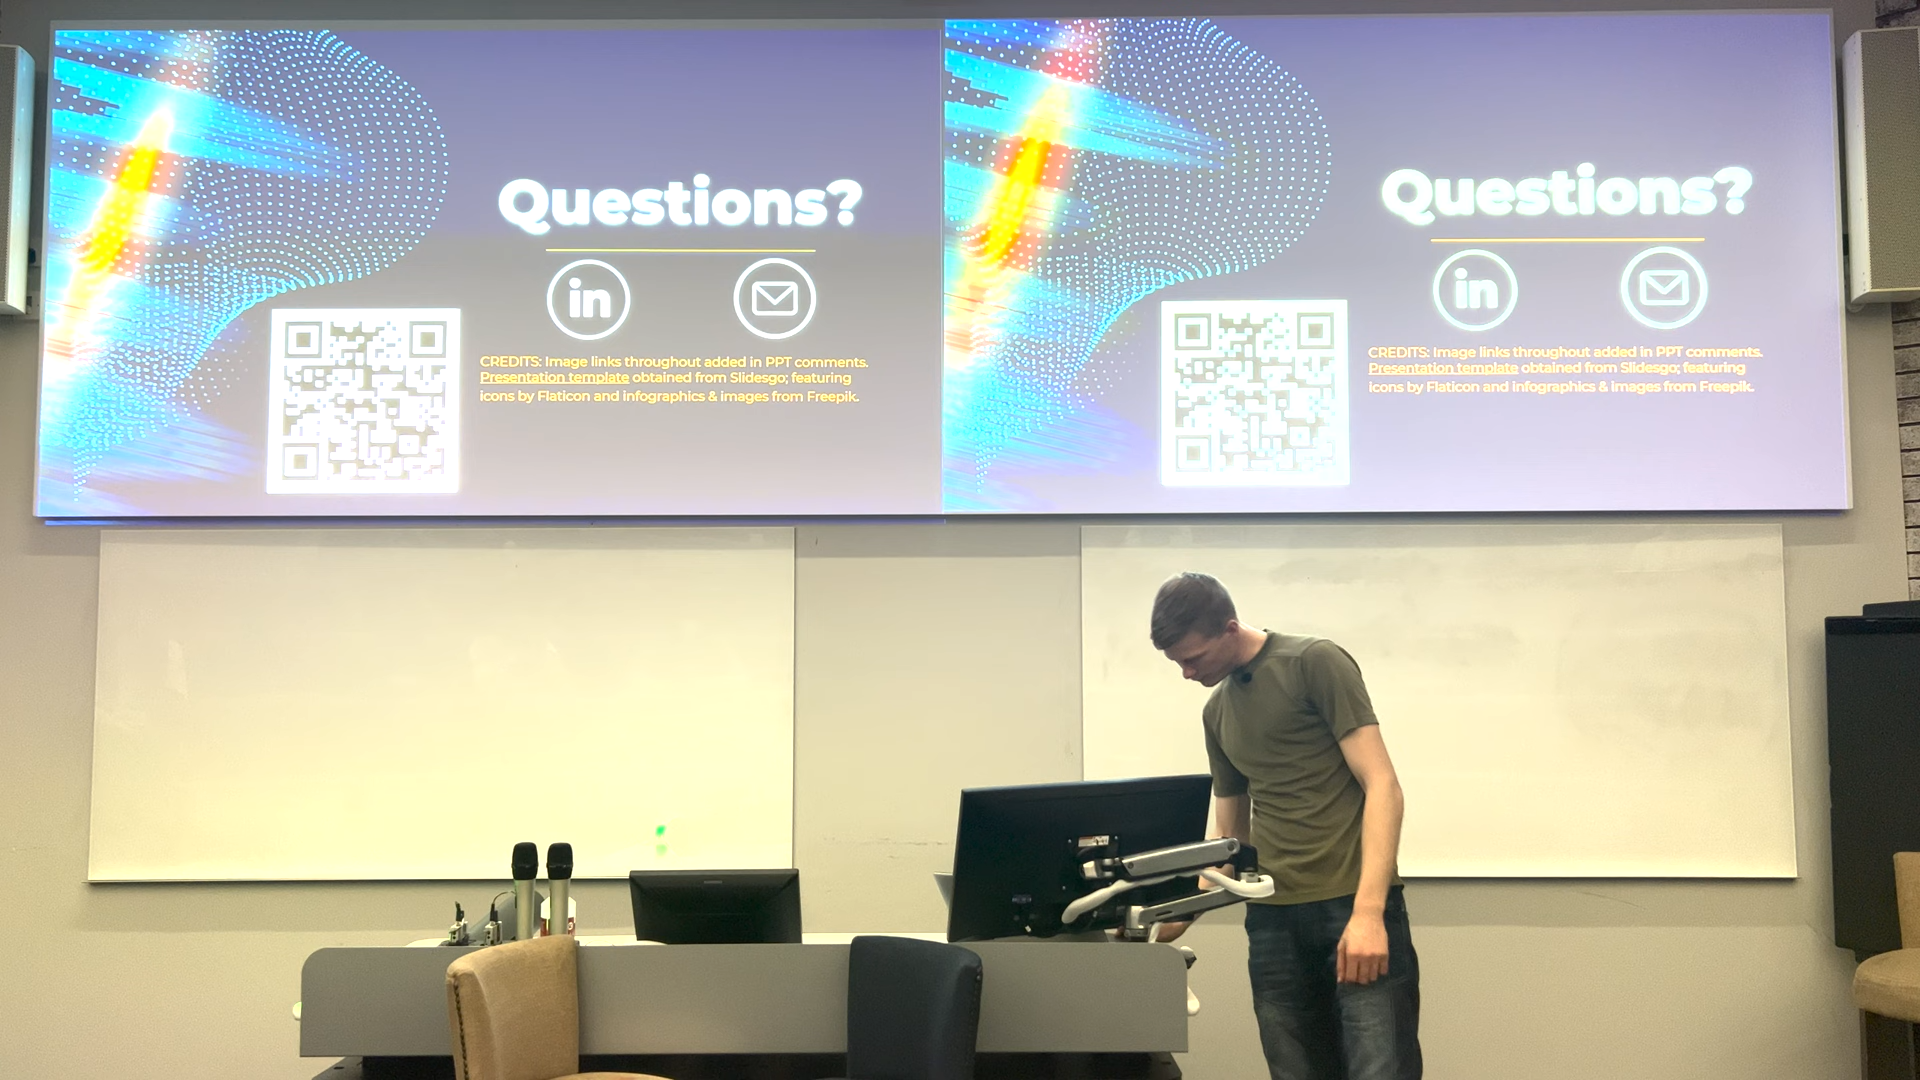 Questions?
in
CREDITS: Image links throughout added in PPT comments.
Presentation template obtained from Slidesgo; featuring
icons by Flaticon and infographics & images from Freepik.
Questions?
in
CREDITS: Image links throughout added in PPT comments.
Presentation template obtained from Slidesgo; featuring
icons by Flaticon and infographics & images from Freepik.